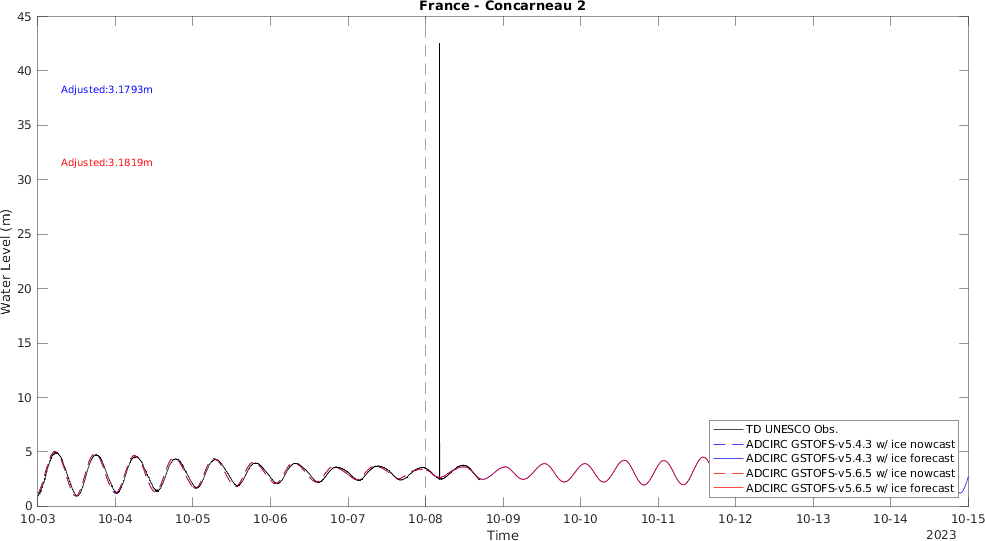 France - Concarneau 2
45
40
35
30
25
20
15
10
5
0
Water Level (m)
Adjusted:3.1793m
Adjusted:3.1819m
TD UNESCO Obs.
ADCIRC GSTOFS-v5.4.3 w/ ice nowcast
ADCIRC GSTOFS-v5.4.3 w/ ice forecast
ADCIRC GSTOFS-v5.6.5 w/ ice nowcast
ADCIRC GSTOFS-v5.6.5 w/ ice forecast
10-03 10-04 10-05 10-06 10-07 10-08 10-09 10-10 10-11 10-12 10-13 10-14 10-15
Time
2023